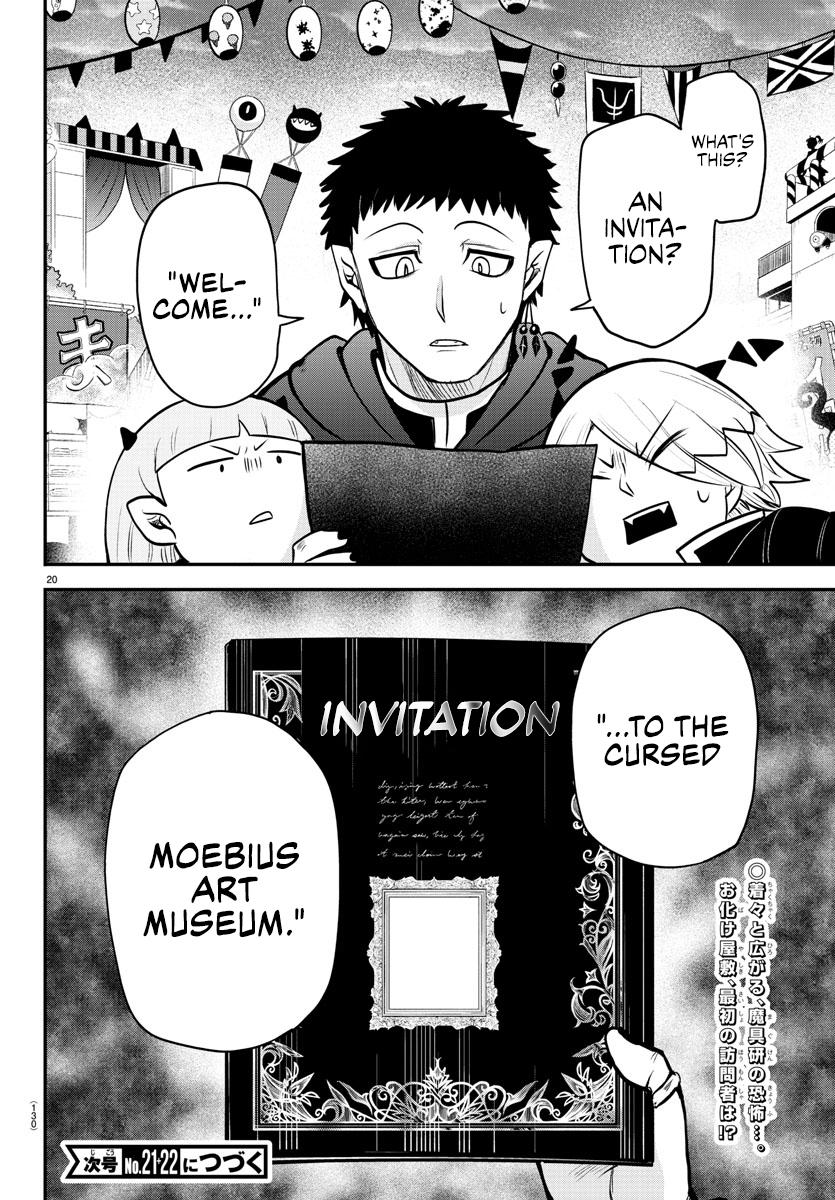 WHAT'S
THIS?
AN
INVITA-
TION?
"WEL-
COME..."
20
INVITATION
"...TO THE
CURSED
MOEBIUS
ART
MUSEUM."
◎着々と広がる、魔具研の恐怖…。
お化け屋敷、最初の訪問者は!?
(130)
次号No.21・22につづく